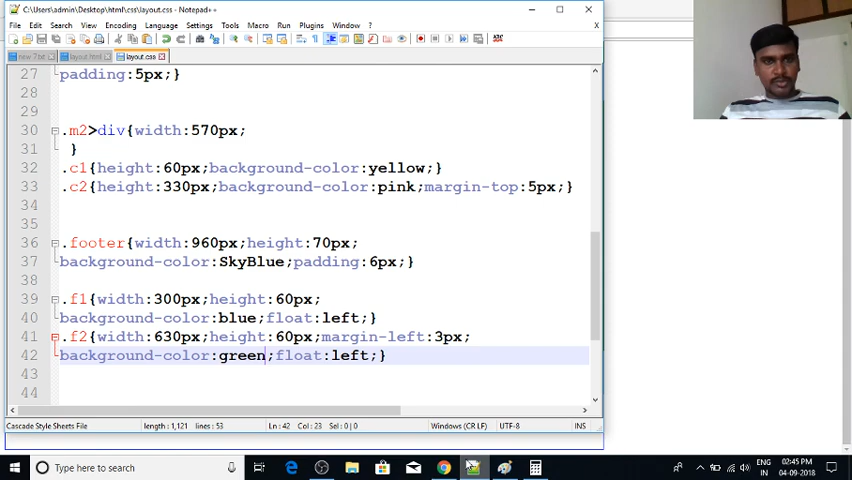 C:\Users\admin\Desktop\html\css\layout.css - Notepad++
File Edit Search View Encoding Language Settings Tools Macro Run Plugins Window ? X
new 7.txt layout.html layout.css
27 padding:5px;}
28
29
30 .m2>div{width:570px;
31 }
32 .c1{height:60px;background-color:yellow;}
33 .c2{height:330px;background-color:pink;margin-top:5px;}
34
35
36 .footer{width:960px;height:70px;
37 background-color:SkyBlue;padding:6px;}
38
39 .f1{width:300px;height:60px;
40 background-color:blue;float:left;}
41 .f2{width:630px;height:60px;margin-left:3px;
42 background-color:green;float:left;}
43
44
Cascade Style Sheets File length : 1,121 lines : 53 Ln : 42 Col : 23 Sel : 0 | 0 Windows (CR LF) UTF-8 INS
Type here to search
ENG 02:45 PM
IN 04-09-2018